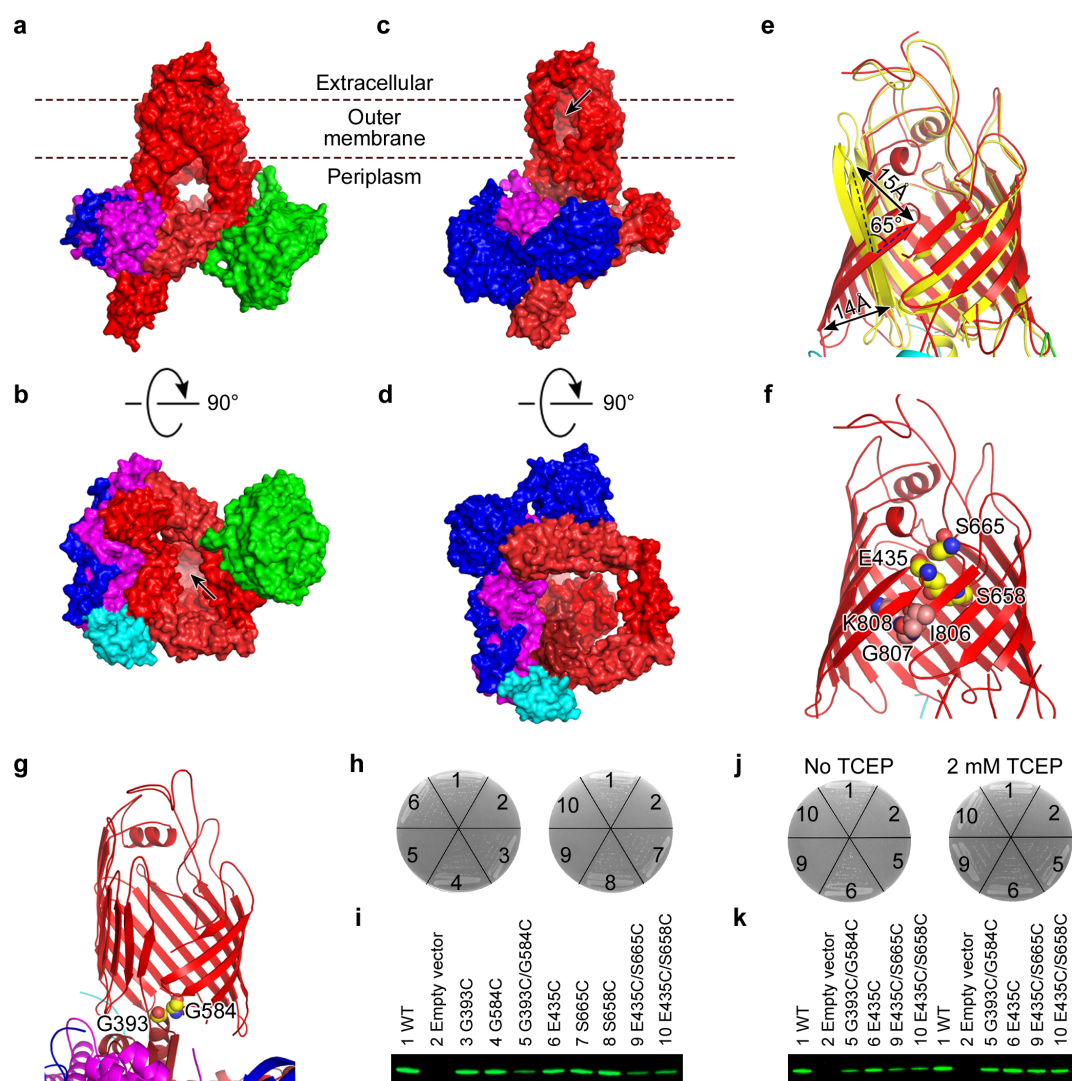 a
c
e
Extracellular
Outer
membrane
Periplasm
15Å
65°
14Å
b
90°
d
90°
f
S665
E435
S658
K808
I806
G807
g
G393
G584
h
1
2
3
4
5
6
1
2
7
8
9
10
j
No TCEP
2 mM TCEP
1
2
5
6
9
10
1
2
5
6
9
10
i
1 WT
2 Empty vector
3 G393C
4 G584C
5 G393C/G584C
6 E435C
7 S665C
8 S658C
9 E435C/S665C
10 E435C/S658C
k
1 WT
2 Empty vector
5 G393C/G584C
6 E435C
9 E435C/S665C
10 E435C/S658C
1 WT
2 Empty vector
5 G393C/G584C
6 E435C
9 E435C/S665C
10 E435C/S658C